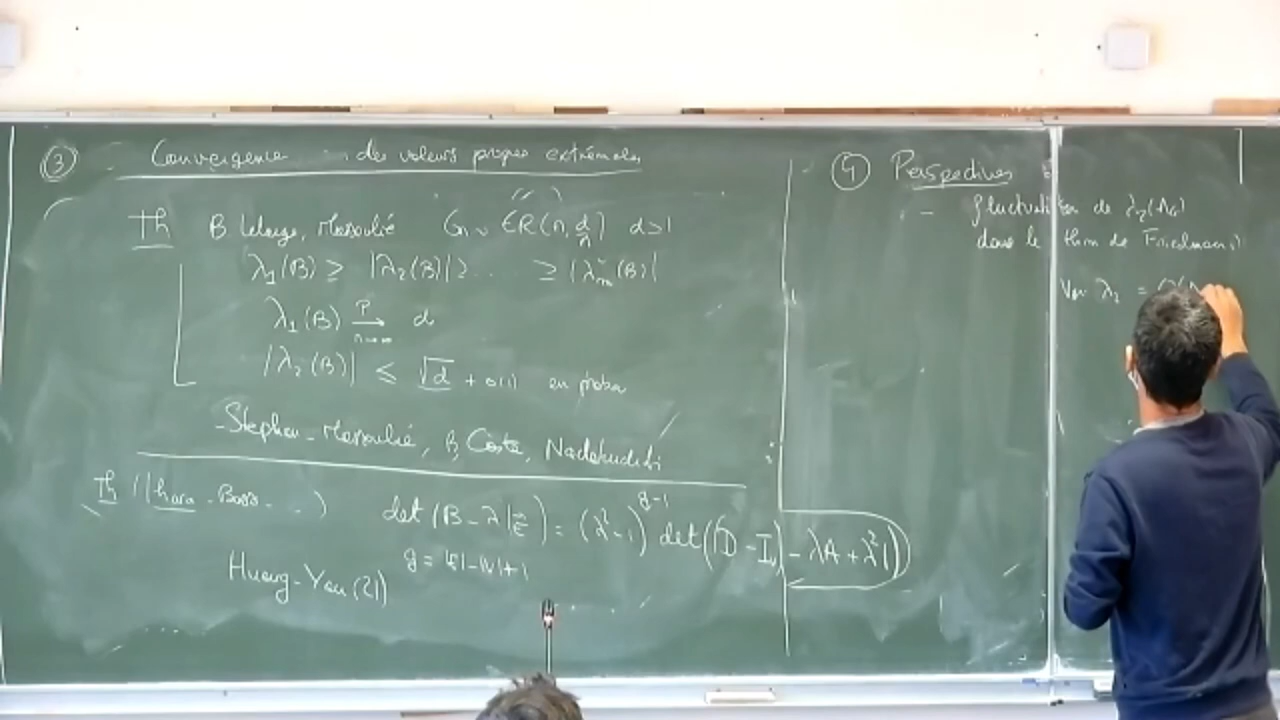 ③ Convergence des valeurs propres extrémales
Th B Lelarge, Massoulié G ~ ER(n, d/n) d>1
λ₁(B) ≥ |λ₂(B)| ≥ ... ≥ |λₘ(B)|
λ₁(B) →ᴾ n→∞ d
|λ₂(B)| ≤ √d + o(1) en proba
- Stephan - Massoulié, B, Coste, Nadakuditi
Th (Ihara - Bass - ..) det(B - λ I_E) = (λ² - 1)^{g-1} det((D - I) - λA + λ² I)
g = |E| - |V| + 1
Huang - Yau (21)
④ Perspectives
- fluctuation de λ₂(A_G)
dans le thm de Friedman
Var λ₂ = O(